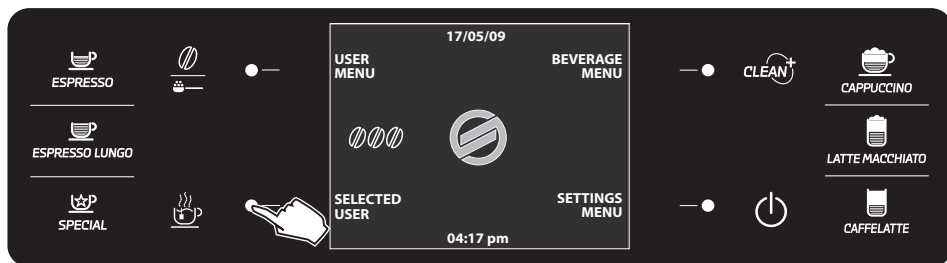 17/05/09
USER
MENU
BEVERAGE
MENU
ESPRESSO
CLEAN+
CAPPUCCINO
ESPRESSO LUNGO
LATTE MACCHIATO
SELECTED
USER
SETTINGS
MENU
SPECIAL
CAFFELATTE
04:17 pm